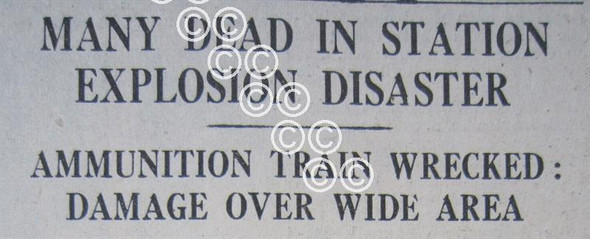 MANY DEAD IN STATION
EXPLOSION DISASTER
AMMUNITION TRAIN WRECKED:
DAMAGE OVER WIDE AREA